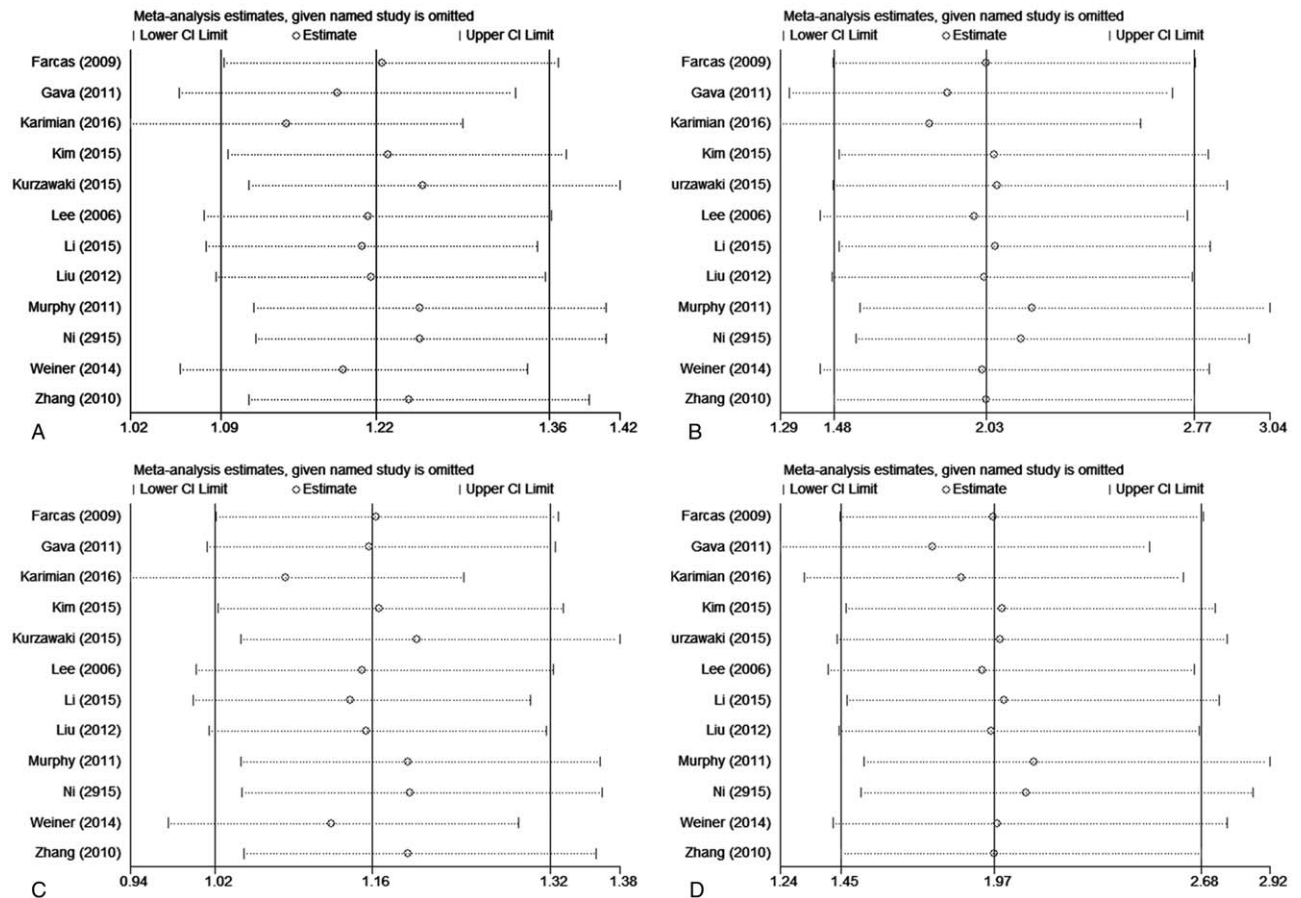 Meta-analysis estimates, given named study is omitted
| Lower CI Limit ○ Estimate | Upper CI Limit
Farcas (2009)
Gava (2011)
Karimian (2016)
Kim (2015)
Kurzawaki (2015)
Lee (2006)
Li (2015)
Liu (2012)
Murphy (2011)
Ni (2915)
Weiner (2014)
Zhang (2010)
1.02 1.09 1.22 1.36 1.42
A
Meta-analysis estimates, given named study is omitted
| Lower CI Limit ○ Estimate | Upper CI Limit
Farcas (2009)
Gava (2011)
Karimian (2016)
Kim (2015)
urzawaki (2015)
Lee (2006)
Li (2015)
Liu (2012)
Murphy (2011)
Ni (2915)
Weiner (2014)
Zhang (2010)
1.29 1.48 2.03 2.77 3.04
B
Meta-analysis estimates, given named study is omitted
| Lower CI Limit ○ Estimate | Upper CI Limit
Farcas (2009)
Gava (2011)
Karimian (2016)
Kim (2015)
Kurzawaki (2015)
Lee (2006)
Li (2015)
Liu (2012)
Murphy (2011)
Ni (2915)
Weiner (2014)
Zhang (2010)
0.94 1.02 1.16 1.32 1.38
C
Meta-analysis estimates, given named study is omitted
| Lower CI Limit ○ Estimate | Upper CI Limit
Farcas (2009)
Gava (2011)
Karimian (2016)
Kim (2015)
urzawaki (2015)
Lee (2006)
Li (2015)
Liu (2012)
Murphy (2011)
Ni (2915)
Weiner (2014)
Zhang (2010)
1.24 1.45 1.97 2.68 2.92
D